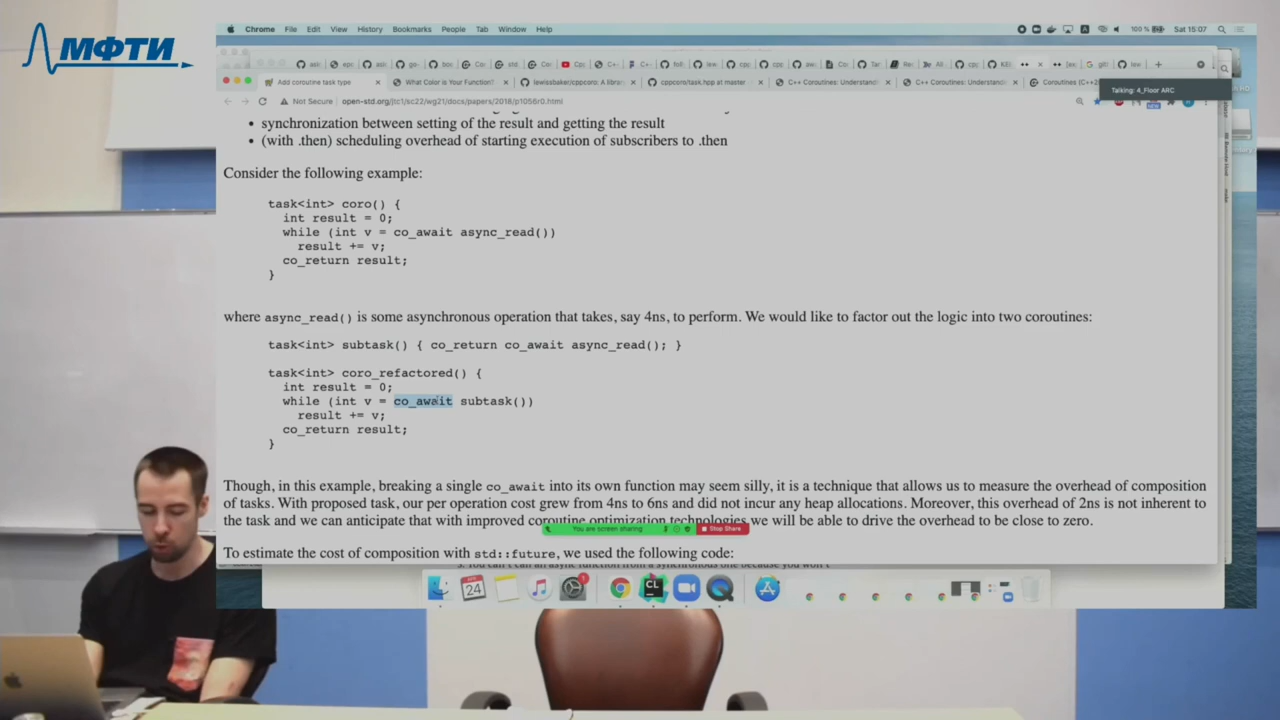 МФТИ
Chrome File Edit View History Bookmarks People Tab Window Help 100 % Sat 15:07
Add coroutine task type What Color is Your Function? lewissbaker/cppcoro: A librar cppcoro/task.hpp at master C++ Coroutines: Understandi C++ Coroutines: Understandi Coroutines (C++2
Talking: 4_Floor ARC
Not Secure open-std.org/jtc1/sc22/wg21/docs/papers/2018/p1056r0.html
• synchronization between setting of the result and getting the result
• (with .then) scheduling overhead of starting execution of subscribers to .then
Consider the following example:
task<int> coro() {
int result = 0;
while (int v = co_await async_read())
result += v;
co_return result;
}
where async_read() is some asynchronous operation that takes, say 4ns, to perform. We would like to factor out the logic into two coroutines:
task<int> subtask() { co_return co_await async_read(); }
task<int> coro_refactored() {
int result = 0;
while (int v = co_await subtask())
result += v;
co_return result;
}
Though, in this example, breaking a single co_await into its own function may seem silly, it is a technique that allows us to measure the overhead of composition
of tasks. With proposed task, our per operation cost grew from 4ns to 6ns and did not incur any heap allocations. Moreover, this overhead of 2ns is not inherent to
the task and we can anticipate that with improved coroutine optimization technologies we will be able to drive the overhead to be close to zero.
You are screen sharing Stop Share
To estimate the cost of composition with std::future, we used the following code:
APR
24
CL